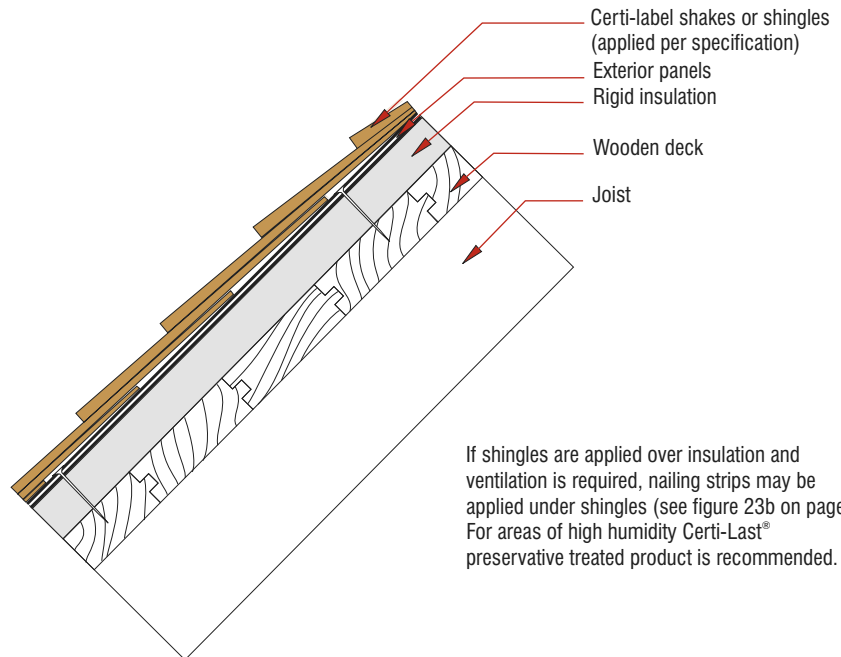 Certi-label shakes or shingles
(applied per specification)
Exterior panels
Rigid insulation
Wooden deck
Joist
If shingles are applied over insulation and
ventilation is required, nailing strips may be
applied under shingles (see figure 23b on page
For areas of high humidity Certi-Last®
preservative treated product is recommended.